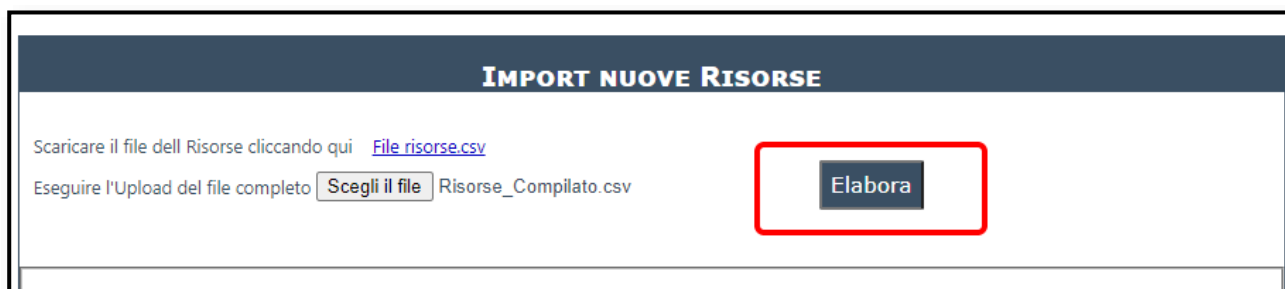 IMPORT NUOVE RISORSE
Scaricare il file dell Risorse cliccando qui File risorse.csv
Eseguire l'Upload del file completo Scegli il file Risorse_Compilato.csv
Elabora